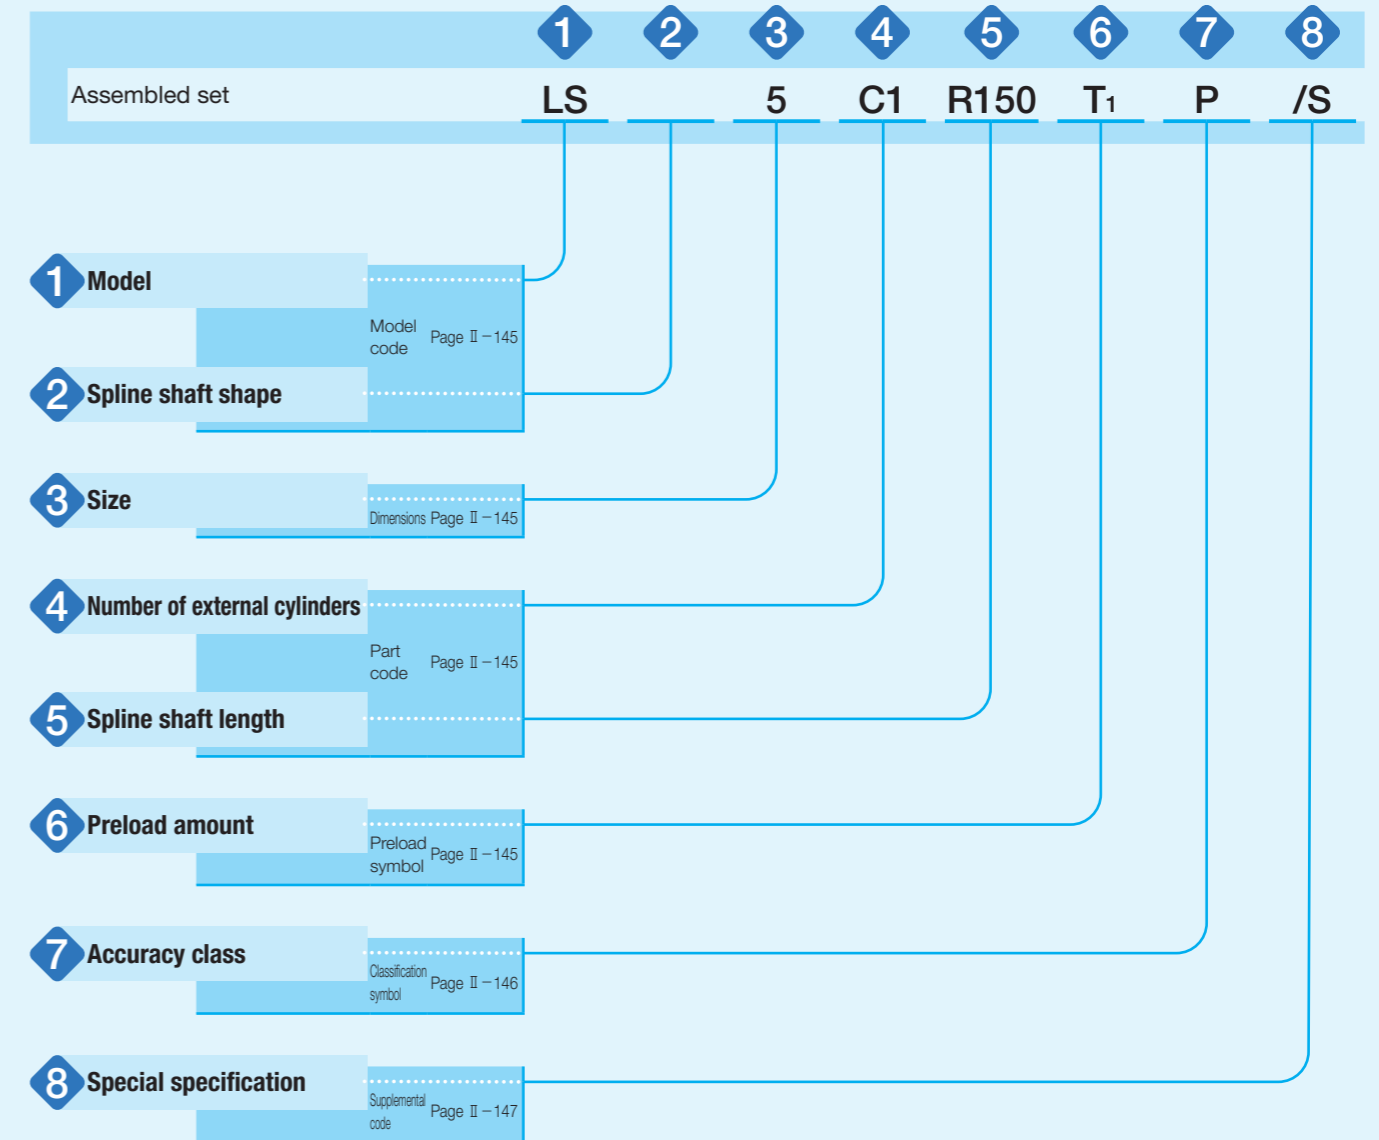 1 2 3 4 5 6 7 8
Assembled set LS 5 C1 R150 T1 P /S
1 Model
Model
code Page Ⅱ-145
2 Spline shaft shape
3 Size
Dimensions Page Ⅱ-145
4 Number of external cylinders
Part
code Page Ⅱ-145
5 Spline shaft length
6 Preload amount
Preload
symbol Page Ⅱ-145
7 Accuracy class
Classification
symbol Page Ⅱ-146
8 Special specification
Supplemental
code Page Ⅱ-147